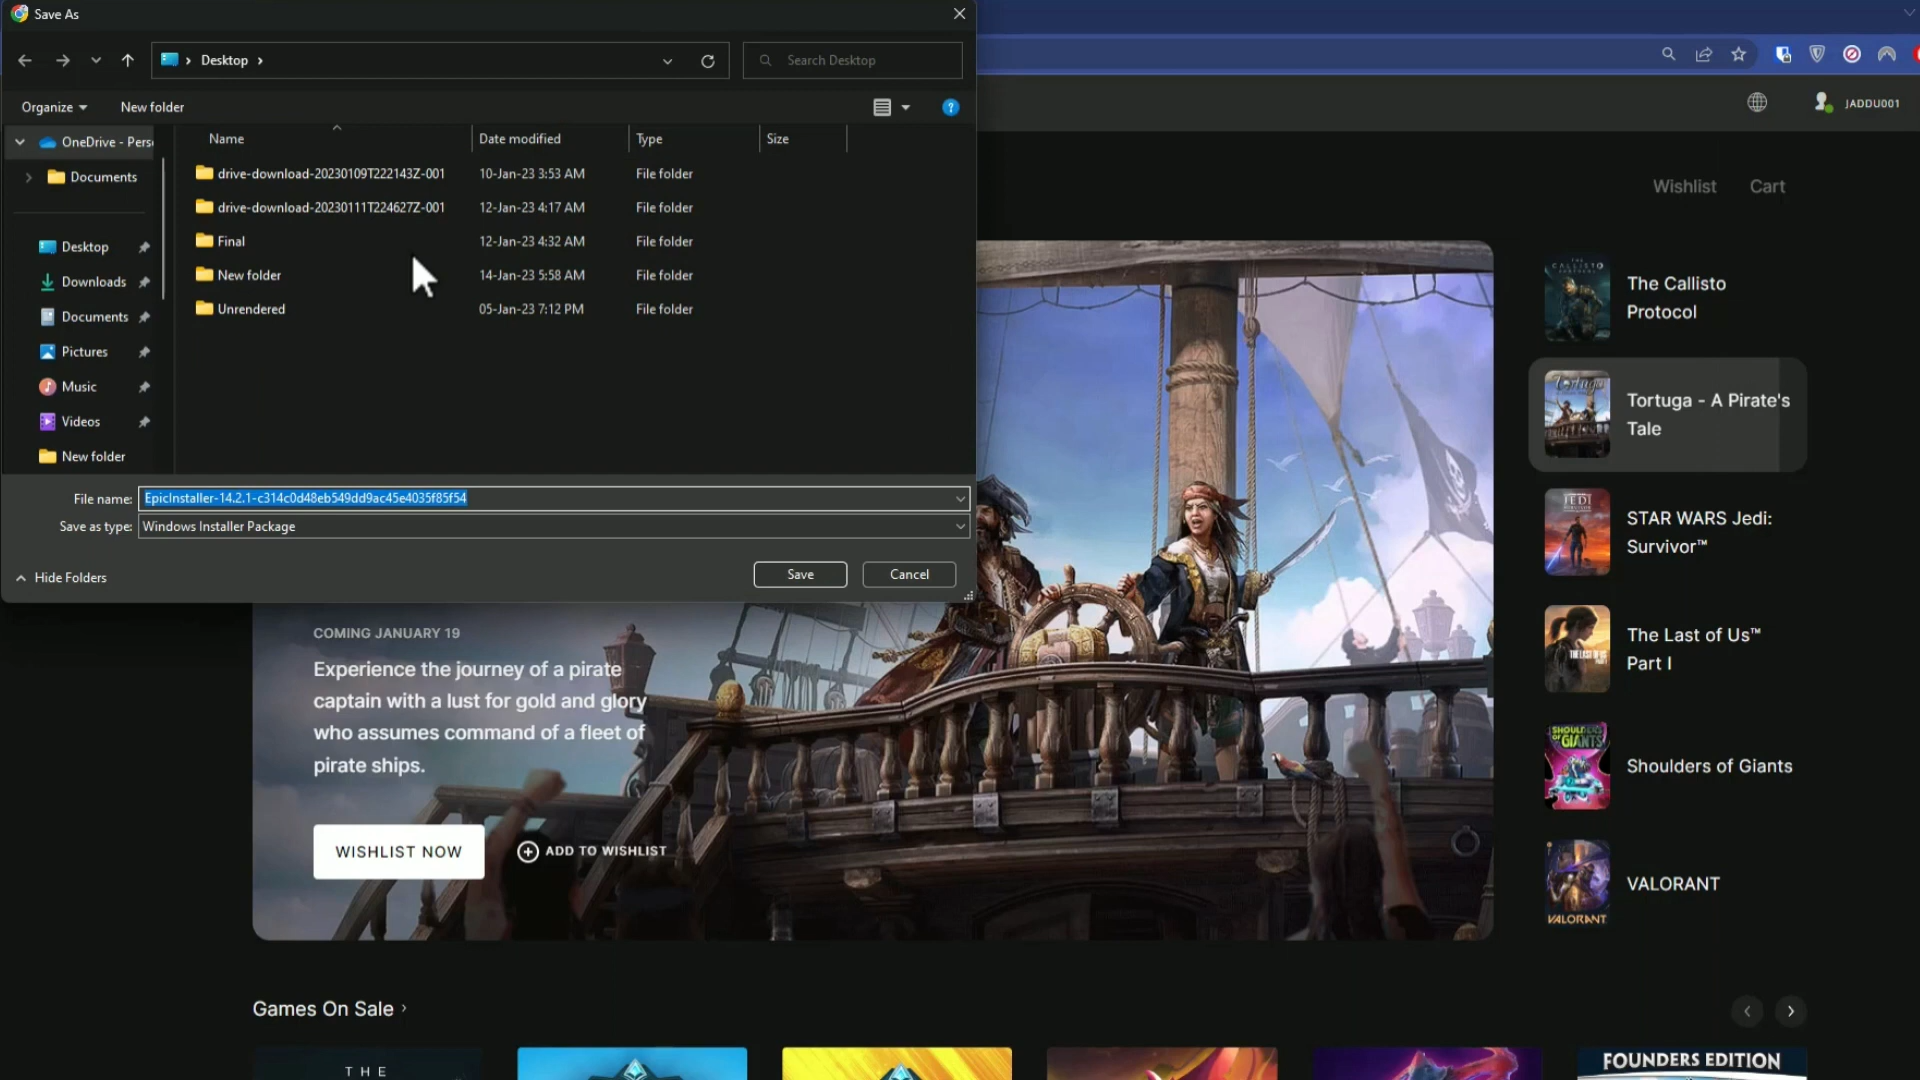 Save As
Desktop
Search Desktop
Organize
New folder
Name
Date modified
Type
Size
OneDrive - Pers
Documents
Desktop
Downloads
Documents
Pictures
Music
Videos
New folder
drive-download-20230109T222143Z-001
10-Jan-23 3:53 AM
File folder
drive-download-20230111T224627Z-001
12-Jan-23 4:17 AM
File folder
Final
12-Jan-23 4:32 AM
File folder
New folder
14-Jan-23 5:58 AM
File folder
Unrendered
05-Jan-23 7:12 PM
File folder
File name:
EpicInstaller-14.2.1-c314c0d48eb549dd9ac45e4035f85f54
Save as type:
Windows Installer Package
Hide Folders
Save
Cancel
JADDU001
Wishlist
Cart
COMING JANUARY 19
Experience the journey of a pirate
captain with a lust for gold and glory
who assumes command of a fleet of
pirate ships.
WISHLIST NOW
ADD TO WISHLIST
The Callisto
Protocol
Tortuga - A Pirate's
Tale
STAR WARS Jedi:
Survivor™
The Last of Us™
Part I
Shoulders of Giants
VALORANT
VALORANT
Games On Sale
THE
FOUNDERS EDITION